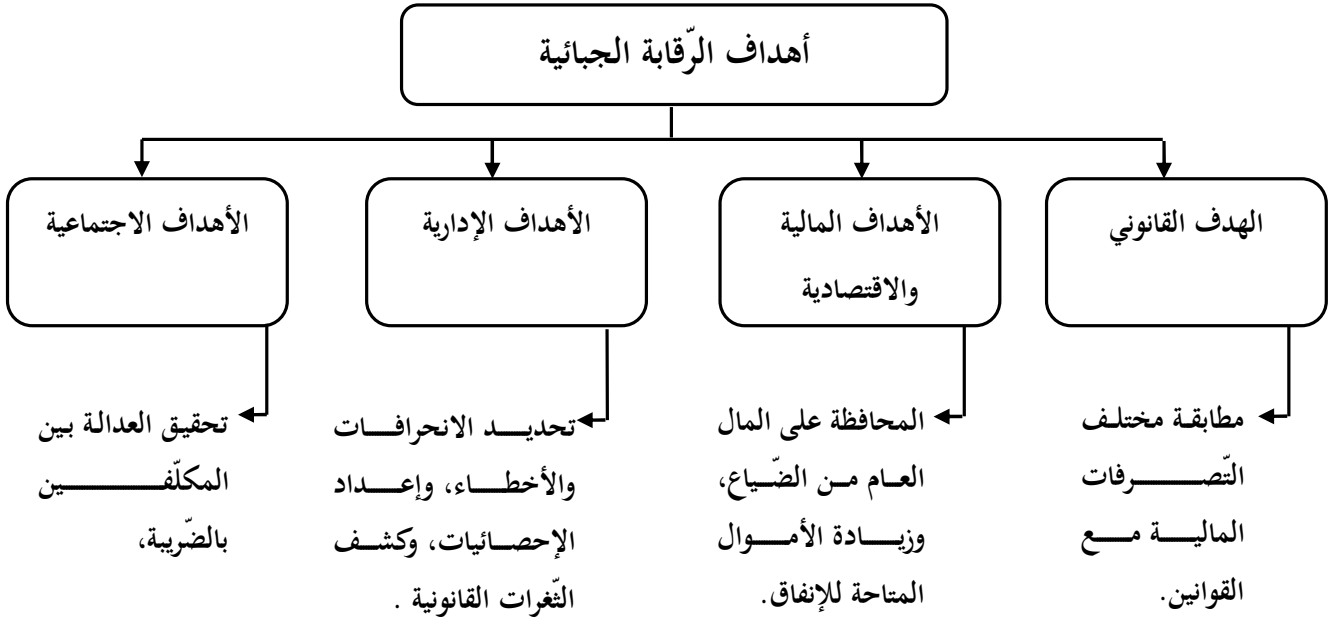 أهداف الرّقابة الجبائية
الهدف القانوني
الأهداف المالية
والاقتصادية
الأهداف الإدارية
الأهداف الاجتماعية
مطابقة مختلف
التّصرفات
المالية مع
القوانين.
المحافظة على المال
العام من الضّياع،
وزيادة الأموال
المتاحة للإنفاق.
تحديد الانحرافات
والأخطاء، وإعداد
الإحصائيات، وكشف
الثّغرات القانونية .
تحقيق العدالة بين
المكلّفين
بالضّريبة،